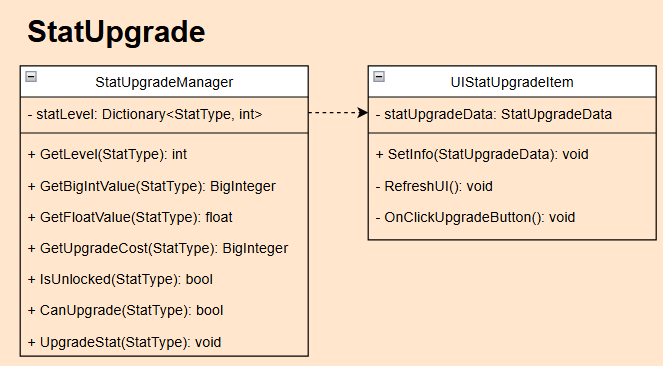 StatUpgrade
StatUpgradeManager
- statLevel: Dictionary<StatType, int>
+ GetLevel(StatType): int
+ GetBigIntValue(StatType): BigInteger
+ GetFloatValue(StatType): float
+ GetUpgradeCost(StatType): BigInteger
+ IsUnlocked(StatType): bool
+ CanUpgrade(StatType): bool
+ UpgradeStat(StatType): void
UIStatUpgradeItem
- statUpgradeData: StatUpgradeData
+ SetInfo(StatUpgradeData): void
- RefreshUI(): void
- OnClickUpgradeButton(): void